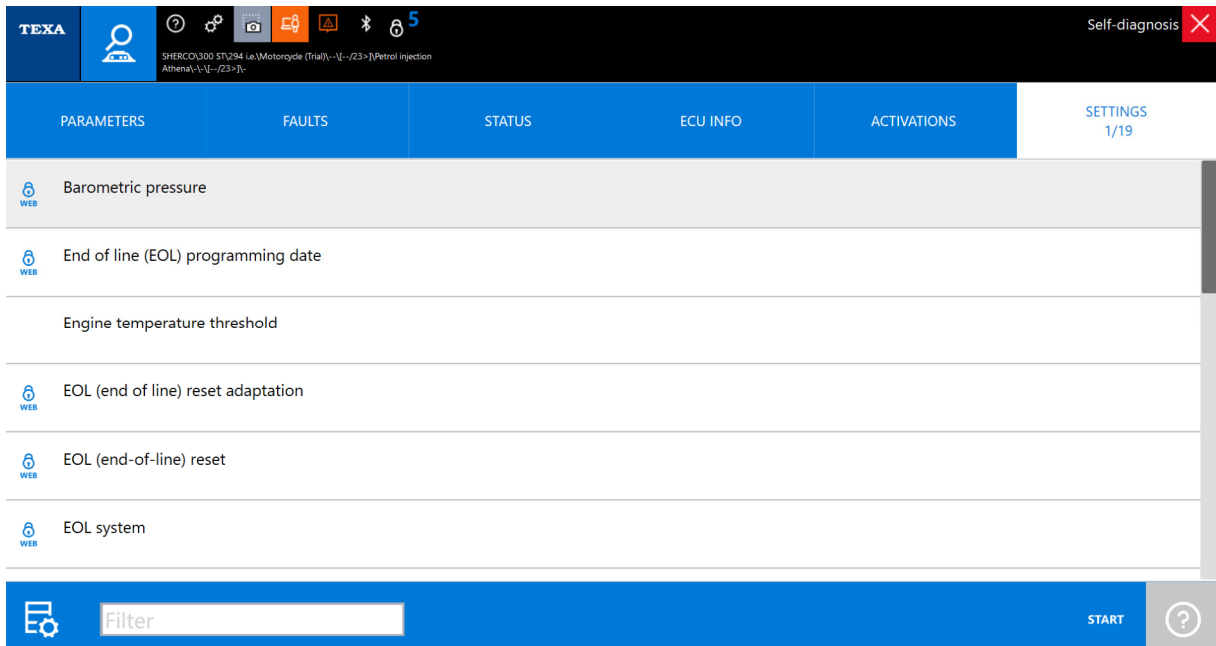 TEXA
5
Self-diagnosis
SHERCO\300 ST\294 i.e.\Motorcycle (Trial)\--\[--/23>]\Petrol injection
Athena\-\-\[--/23>]\-
PARAMETERS
FAULTS
STATUS
ECU INFO
ACTIVATIONS
SETTINGS
1/19
WEB
Barometric pressure
WEB
End of line (EOL) programming date
Engine temperature threshold
WEB
EOL (end of line) reset adaptation
WEB
EOL (end-of-line) reset
WEB
EOL system
Filter
START